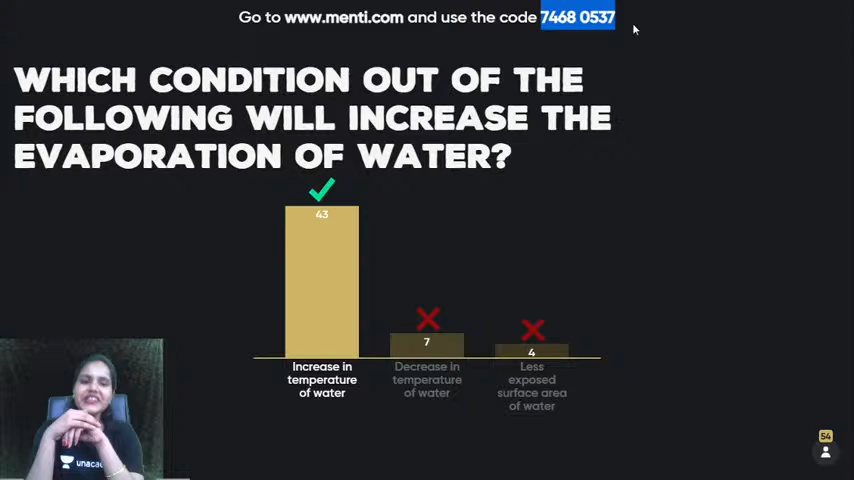 Go to www.menti.com and use the code 7468 0537
WHICH CONDITION OUT OF THE
FOLLOWING WILL INCREASE THE
EVAPORATION OF WATER?
43
7
4
Increase in
temperature
of water
Decrease in
temperature
of water
Less
exposed
surface area
of water
54